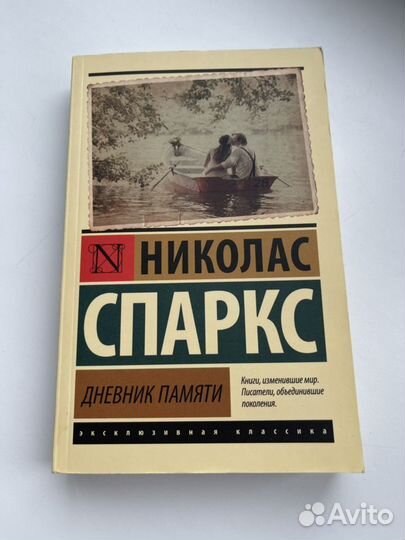 N
НИКОЛАС
СПАРКС
ДНЕВНИК ПАМЯТИ
Книги, изменившие мир.
Писатели, объединившие
поколения.
эксклюзивная классика
Avito